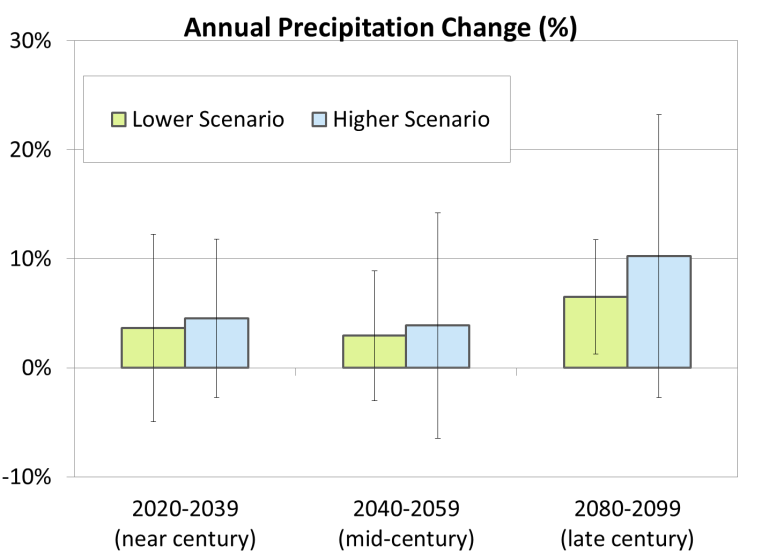 Annual Precipitation Change (%)
30%
Lower Scenario Higher Scenario
20%
10%
0%
-10%
2020-2039 2040-2059 2080-2099
(near century) (mid-century) (late century)